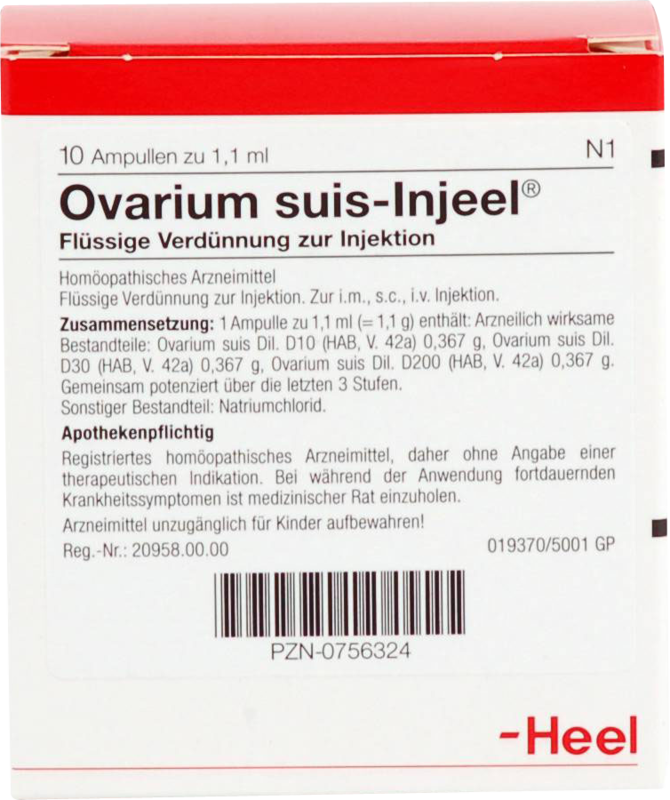 10 Ampullen zu 1,1 ml
N1
Ovarium suis-Injeel®
Flüssige Verdünnung zur Injektion
Homöopathisches Arzneimittel
Flüssige Verdünnung zur Injektion. Zur i.m., s.c., i.v. Injektion.
Zusammensetzung: 1 Ampulle zu 1,1 ml (= 1,1 g) enthält: Arzneilich wirksame
Bestandteile: Ovarium suis Dil. D10 (HAB, V. 42a) 0,367 g, Ovarium suis Dil.
D30 (HAB, V. 42a) 0,367 g, Ovarium suis Dil. D200 (HAB, V. 42a) 0,367 g.
Gemeinsam potenziert über die letzten 3 Stufen.
Sonstiger Bestandteil: Natriumchlorid.
Apothekenpflichtig
Registriertes homöopathisches Arzneimittel, daher ohne Angabe einer
therapeutischen Indikation. Bei während der Anwendung fortdauernden
Krankheitssymptomen ist medizinischer Rat einzuholen.
Arzneimittel unzugänglich für Kinder aufbewahren!
Reg.-Nr.: 20958.00.00
019370/5001 GP
PZN-0756324
-Heel